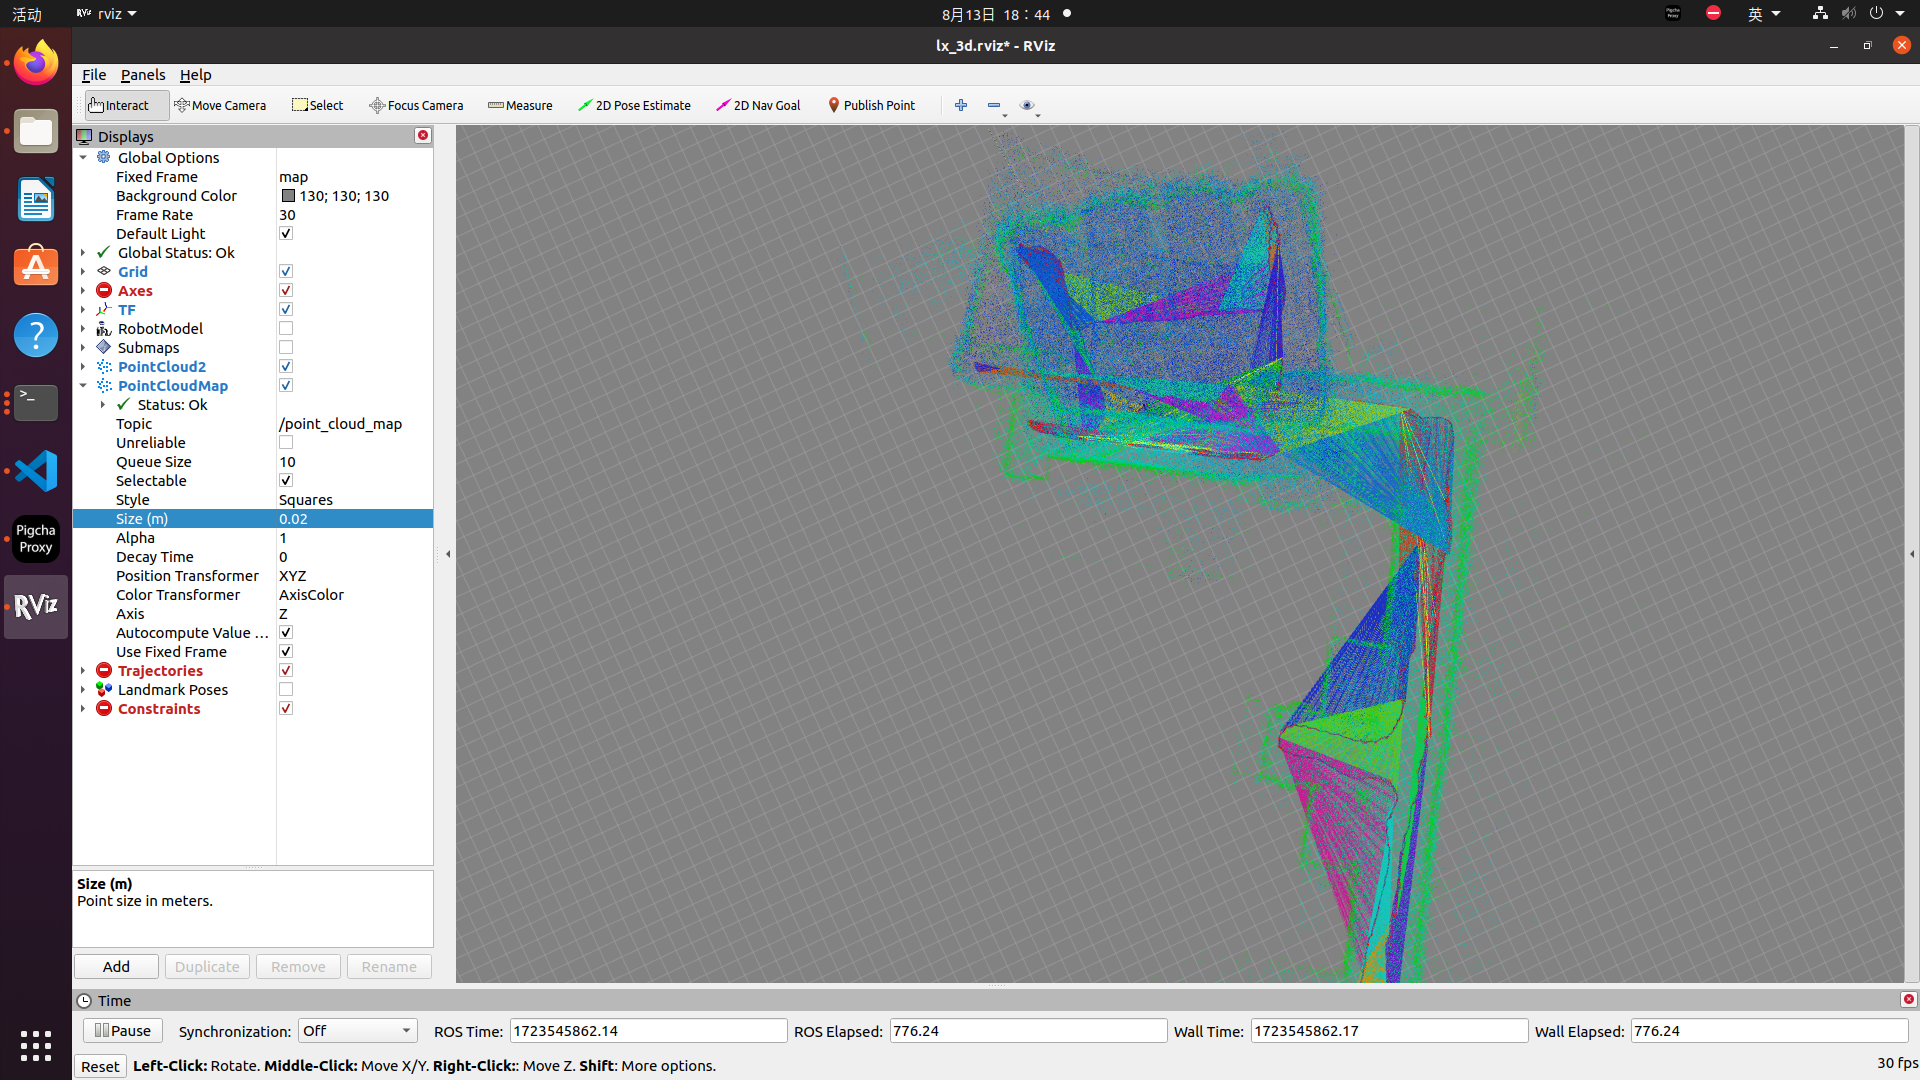 活动
RViz rviz
8月13日 18：44
Pigcha Proxy
英
lx_3d.rviz* - RViz
File Panels Help
Interact Move Camera Select Focus Camera Measure 2D Pose Estimate 2D Nav Goal Publish Point
Displays
Global Options
Fixed Frame map
Background Color 130; 130; 130
Frame Rate 30
Default Light
Global Status: Ok
Grid
Axes
TF
RobotModel
Submaps
PointCloud2
PointCloudMap
Status: Ok
Topic /point_cloud_map
Unreliable
Queue Size 10
Selectable
Style Squares
Size (m) 0.02
Alpha 1
Decay Time 0
Position Transformer XYZ
Color Transformer AxisColor
Axis Z
Autocompute Value ...
Use Fixed Frame
Trajectories
Landmark Poses
Constraints
Pigcha
Proxy
RViz
Size (m)
Point size in meters.
Add Duplicate Remove Rename
Time
Pause Synchronization: Off ROS Time: 1723545862.14 ROS Elapsed: 776.24 Wall Time: 1723545862.17 Wall Elapsed: 776.24
Reset Left-Click: Rotate. Middle-Click: Move X/Y. Right-Click:: Move Z. Shift: More options. 30 fps